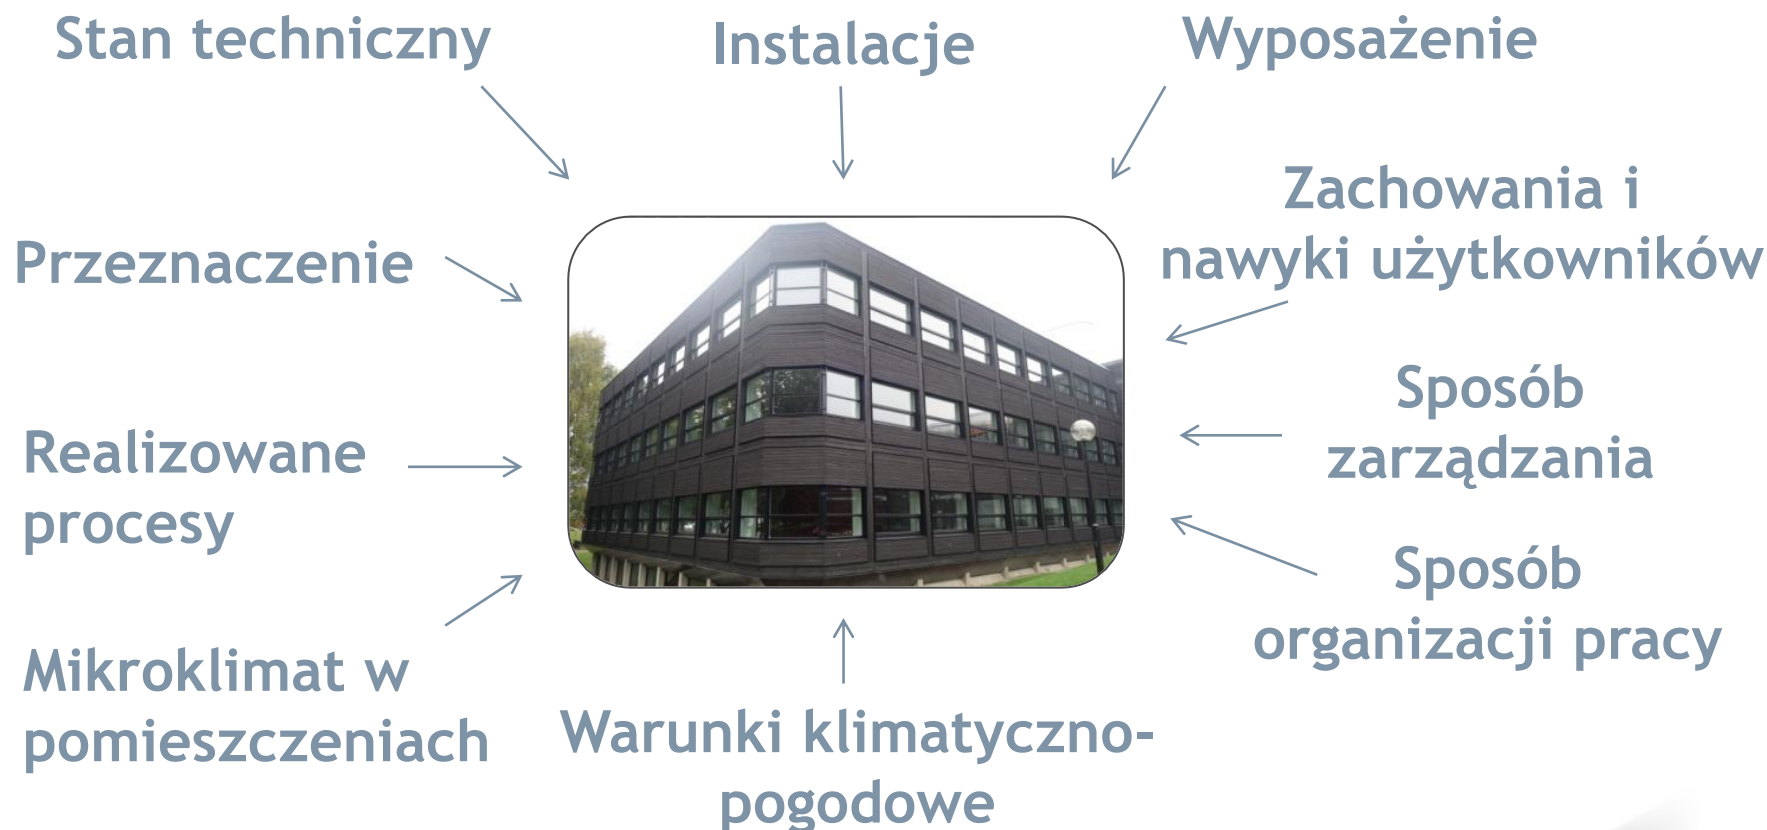 Stan techniczny
Instalacje
Wyposażenie
Zachowania i
nawyki użytkowników
Przeznaczenie
Sposób
zarządzania
Realizowane
procesy
Sposób
organizacji pracy
Mikroklimat w
pomieszczeniach
Warunki klimatyczno-
pogodowe